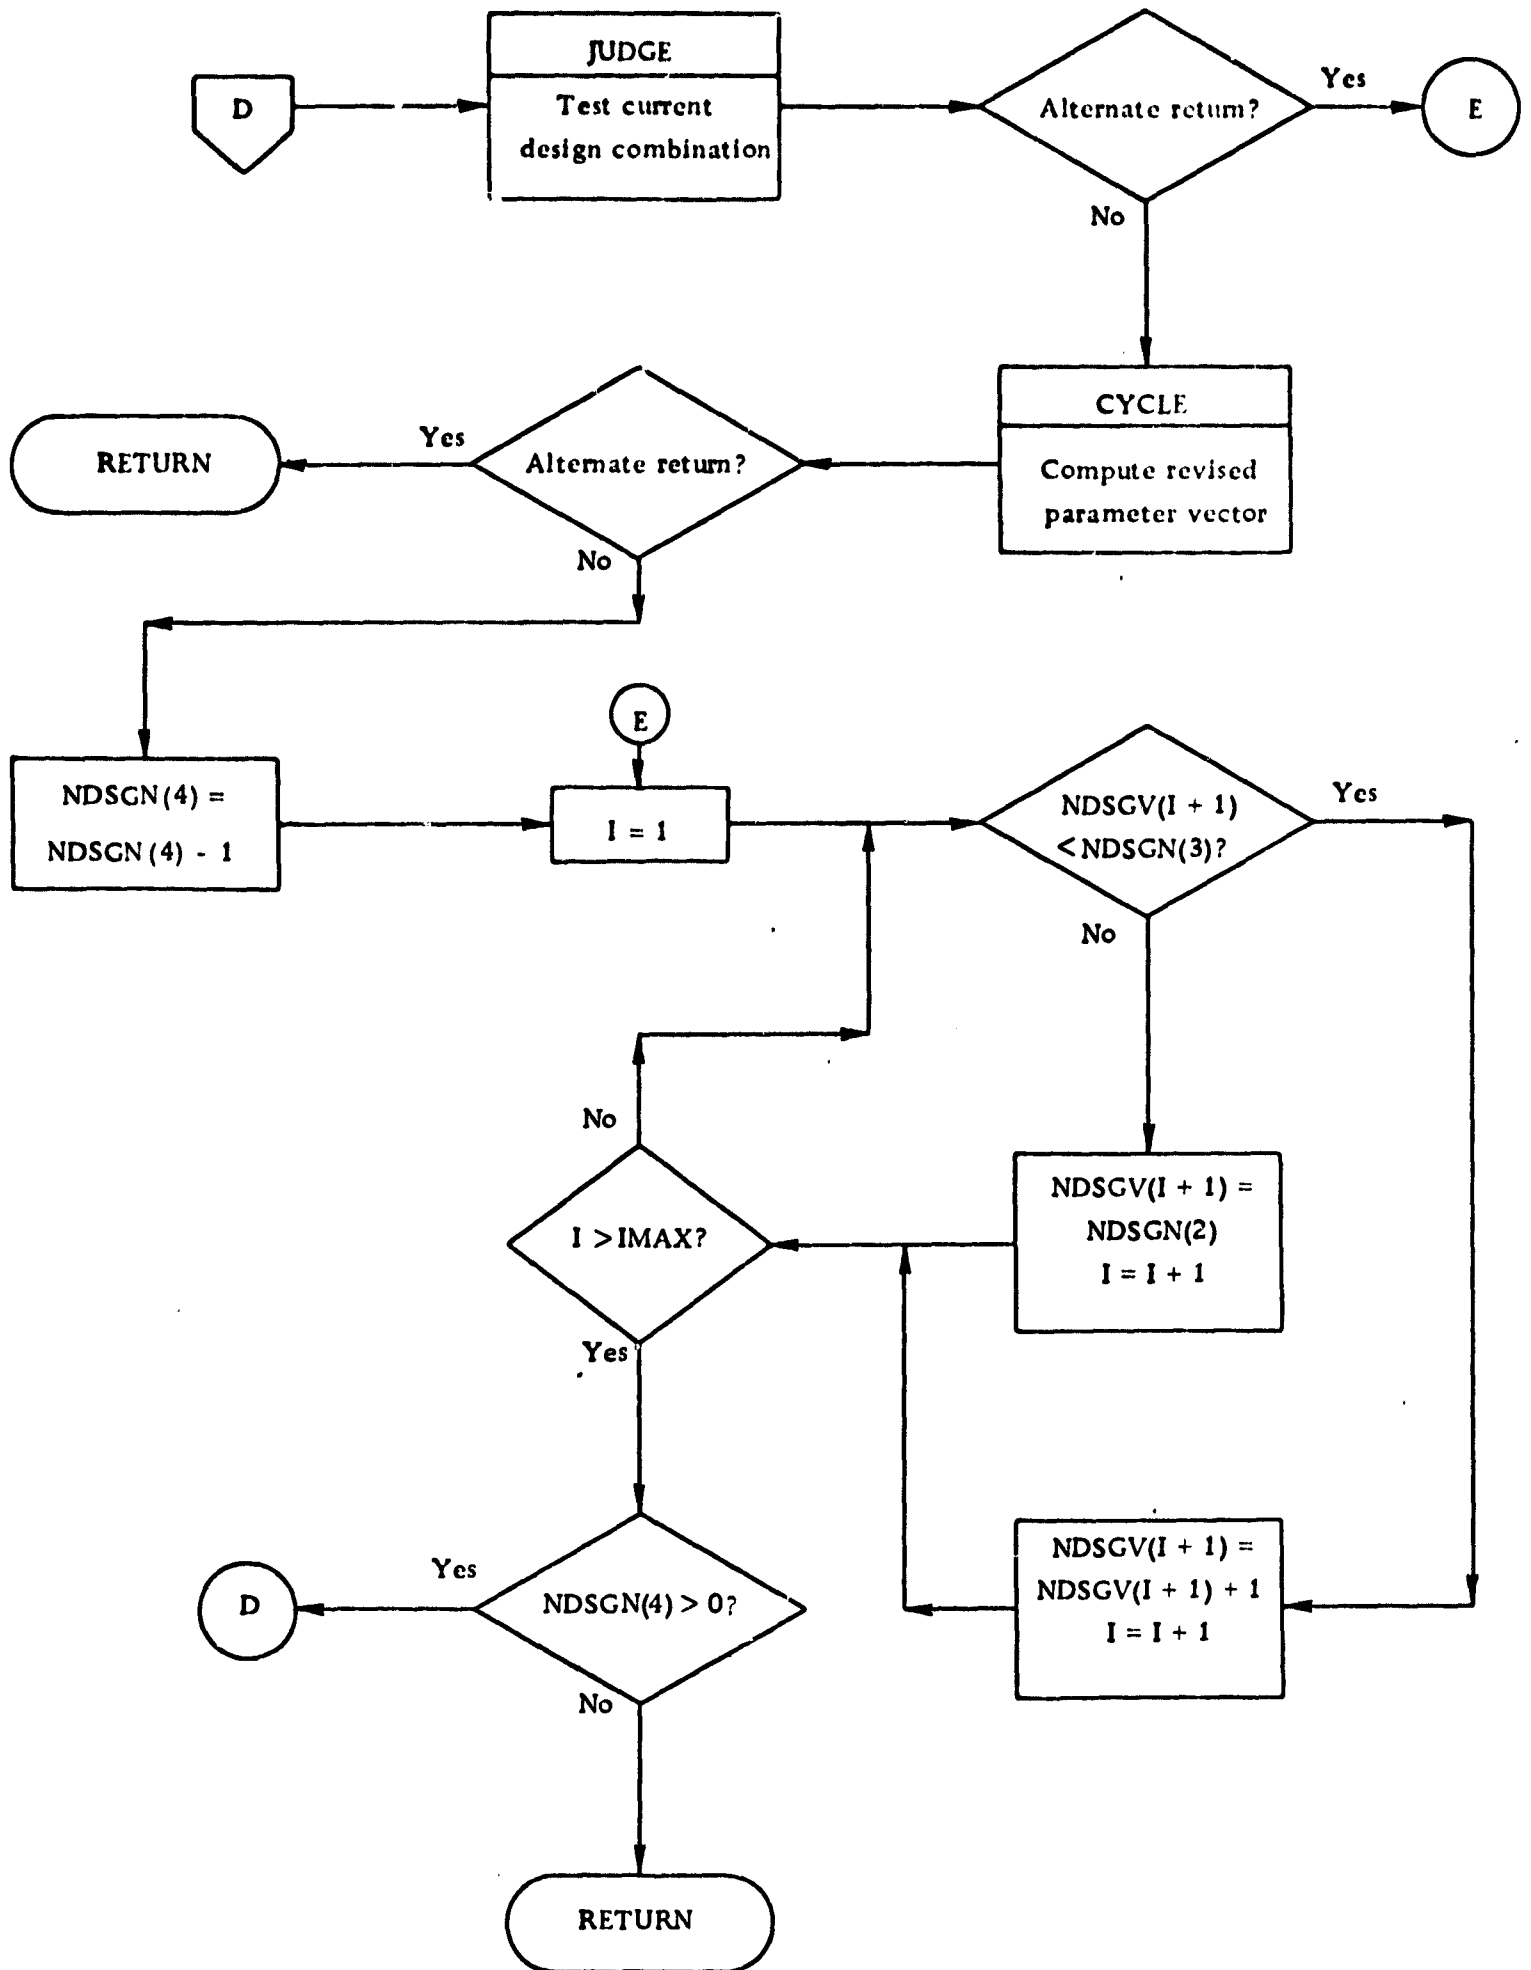 JUDGE
D
Test current
design combination
Alternate return?
Yes
E
No
CYCLE
Compute revised
parameter vector
Alternate return?
Yes
RETURN
No
NDSGN(4) =
NDSGN(4) - 1
E
I = 1
NDSGV(I + 1)
<NDSGN(3)?
Yes
No
NDSGV(I + 1) =
NDSGN(2)
I = I + 1
No
I >IMAX?
Yes
NDSGV(I + 1) =
NDSGV(I + 1) + 1
I = I + 1
NDSGN(4) > 0?
Yes
D
No
RETURN